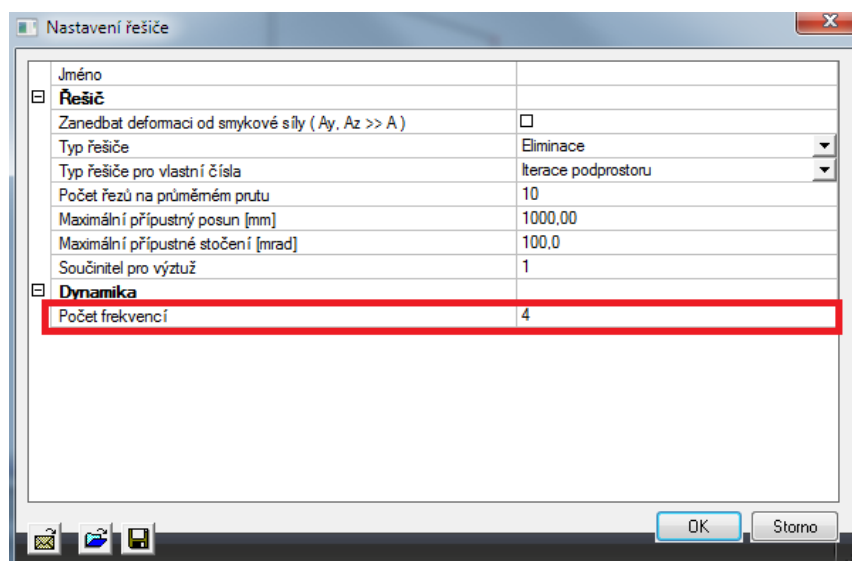 Nastavení řešiče
Jméno
Řešič
Zanedbat deformaci od smykové síly ( Ay, Az >> A )
Typ řešiče Eliminace
Typ řešiče pro vlastní čísla Iterace podprostoru
Počet řezů na průměrném prutu 10
Maximální přípustný posun [mm] 1000,00
Maximální přípustné stočení [mrad] 100,0
Součinitel pro výztuž 1
Dynamika
Počet frekvencí 4
OK Storno